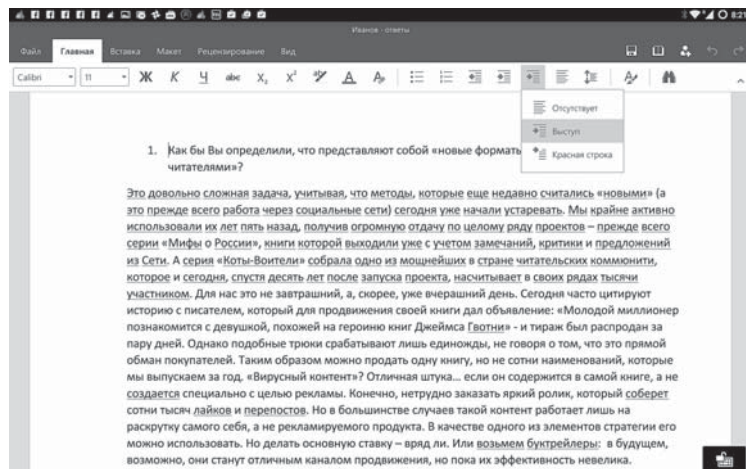 8:21
Иванов - ответы
Файл Главная Вставка Макет Рецензирование Вид
Calibri 11 Ж К Ч abc X₂ X² A
Отсутствует
Выступ
Красная строка
1. Как бы Вы определили, что представляют собой «новые формать
читателями»?
Это довольно сложная задача, учитывая, что методы, которые еще недавно считались «новыми» (а
это прежде всего работа через социальные сети) сегодня уже начали устаревать. Мы крайне активно
использовали их лет пять назад, получив огромную отдачу по целому ряду проектов – прежде всего
серии «Мифы о России», книги которой выходили уже с учетом замечаний, критики и предложений
из Сети. А серия «Коты-Воители» собрала одно из мощнейших в стране читательских коммюнити,
которое и сегодня, спустя десять лет после запуска проекта, насчитывает в своих рядах тысячи
участником. Для нас это не завтрашний, а, скорее, уже вчерашний день. Сегодня часто цитируют
историю с писателем, который для продвижения своей книги дал объявление: «Молодой миллионер
познакомится с девушкой, похожей на героиню книг Джеймса Гвотни» - и тираж был распродан за
пару дней. Однако подобные трюки срабатывают лишь единожды, не говоря о том, что это прямой
обман покупателей. Таким образом можно продать одну книгу, но не сотни наименований, которые
мы выпускаем за год. «Вирусный контент»? Отличная штука... если он содержится в самой книге, а не
создается специально с целью рекламы. Конечно, нетрудно заказать яркий ролик, который соберет
сотни тысяч лайков и перепостов. Но в большинстве случаев такой контент работает лишь на
раскрутку самого себя, а не рекламируемого продукта. В качестве одного из элементов стратегии его
можно использовать. Но делать основную ставку – вряд ли. Или возьмем буктрейлеры: в будущем,
возможно, они станут отличным каналом продвижения, но пока их эффективность невелика.